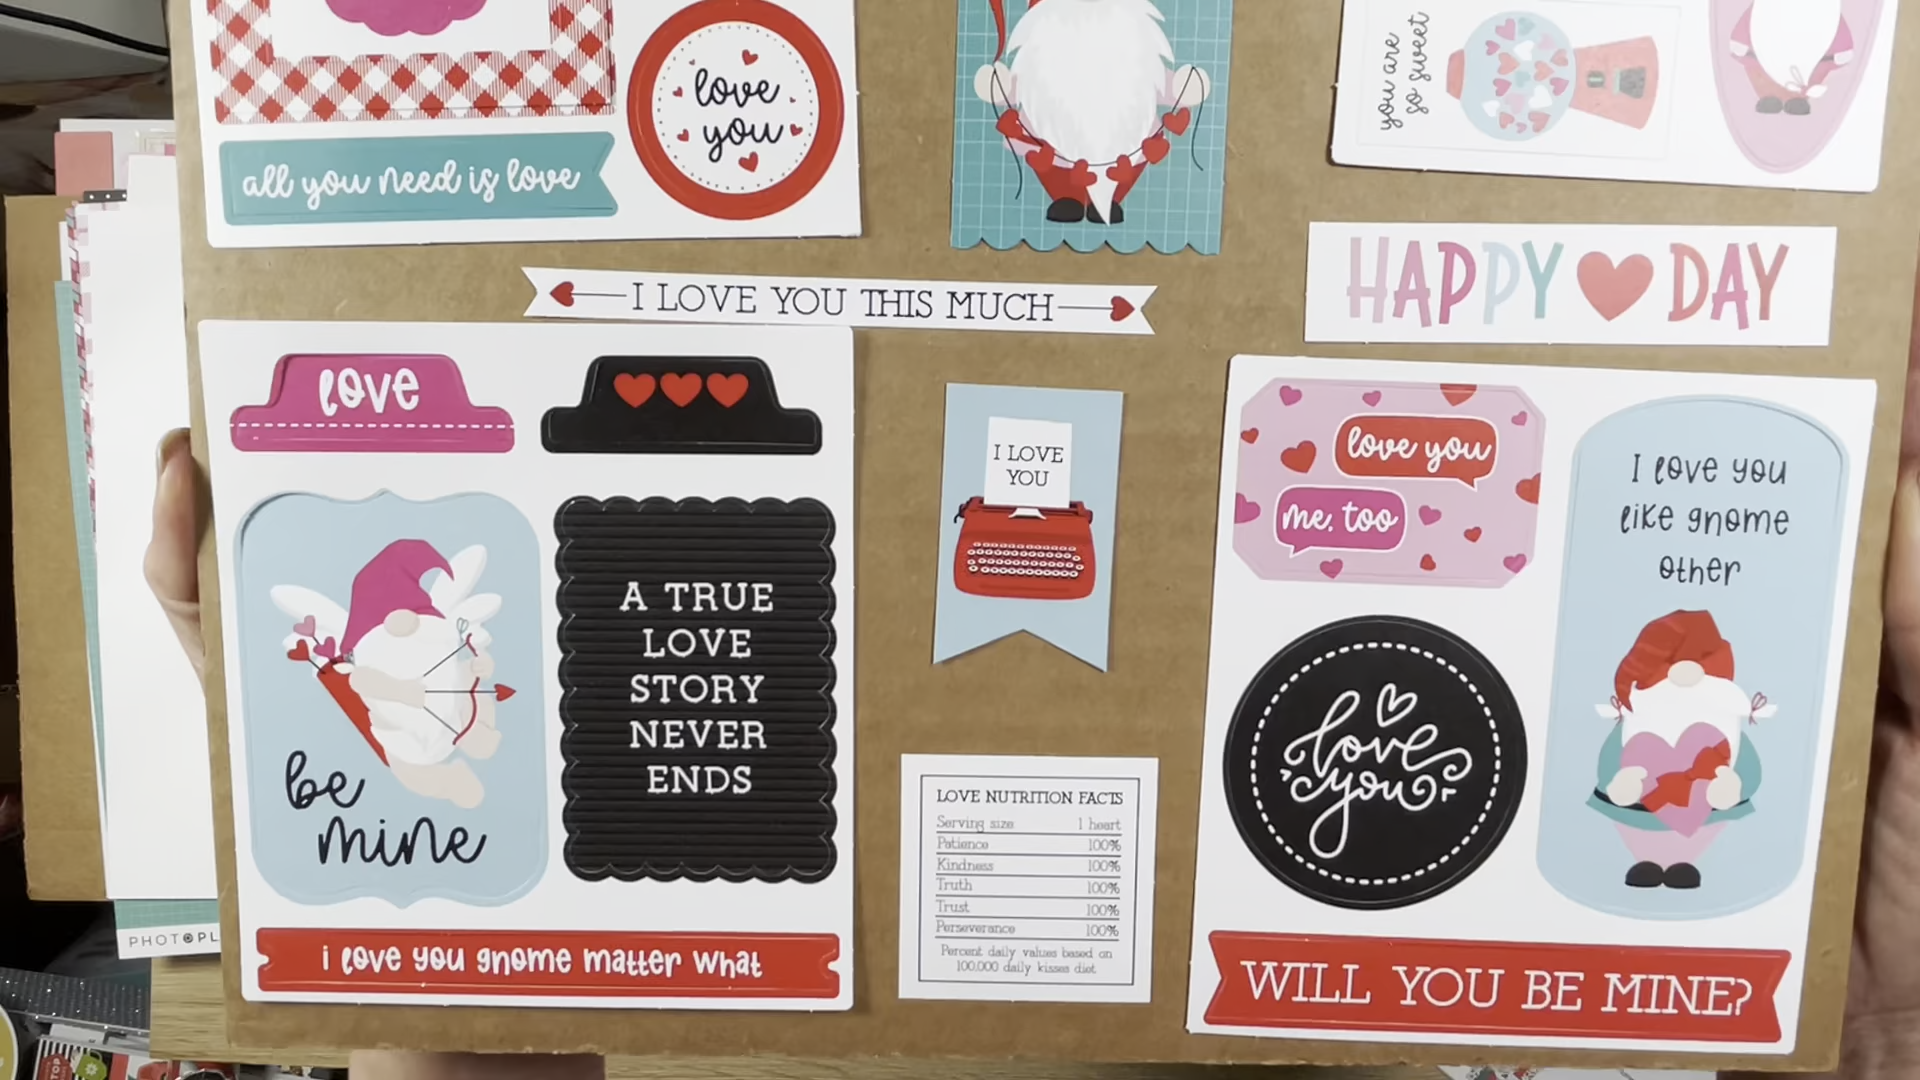 you are
so sweet
love
you
all you need is love
HAPPY DAY
I LOVE YOU THIS MUCH
love
I LOVE
YOU
love you
me, too
I love you
like gnome
other
A TRUE
LOVE
STORY
NEVER
ENDS
be
mine
love
you
LOVE NUTRITION FACTS
Serving size 1 heart
Patience 100%
Kindness 100%
Truth 100%
Trust 100%
Perseverance 100%
Percent daily values based on
100,000 daily kisses diet
i love you gnome matter what
WILL YOU BE MINE?
PHOTOPL